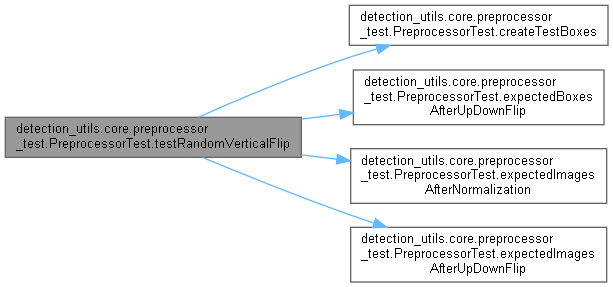 detection_utils.core.preprocessor
_test.PreprocessorTest.testRandomVerticalFlip
detection_utils.core.preprocessor
_test.PreprocessorTest.createTestBoxes
detection_utils.core.preprocessor
_test.PreprocessorTest.expectedBoxes
AfterUpDownFlip
detection_utils.core.preprocessor
_test.PreprocessorTest.expectedImages
AfterNormalization
detection_utils.core.preprocessor
_test.PreprocessorTest.expectedImages
AfterUpDownFlip